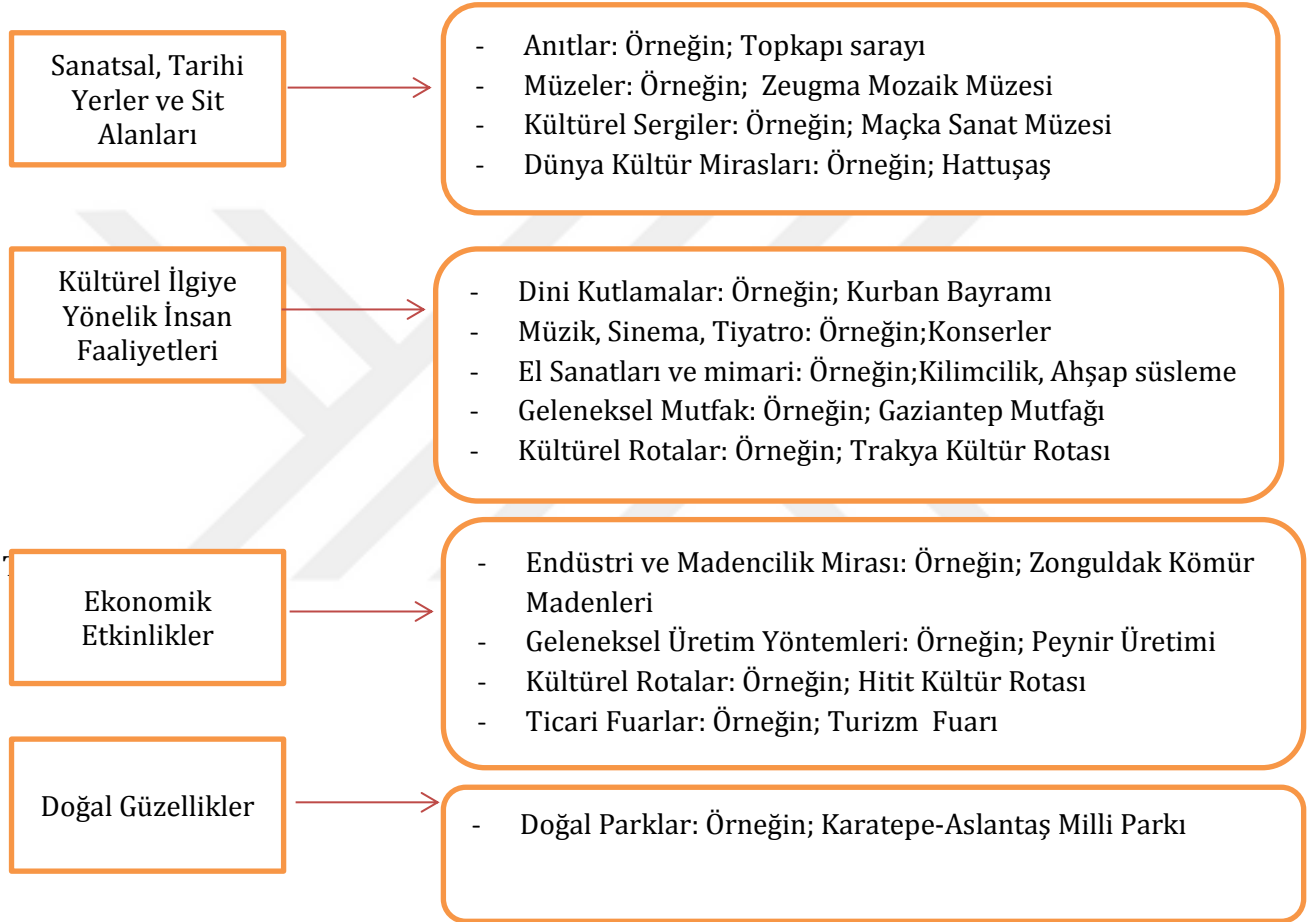 Sanatsal, Tarihi
Yerler ve Sit
Alanları
- Anıtlar: Örneğin; Topkapı sarayı
- Müzeler: Örneğin; Zeugma Mozaik Müzesi
- Kültürel Sergiler: Örneğin; Maçka Sanat Müzesi
- Dünya Kültür Mirasları: Örneğin; Hattuşaş
Kültürel İlgiye
Yönelik İnsan
Faaliyetleri
- Dini Kutlamalar: Örneğin; Kurban Bayramı
- Müzik, Sinema, Tiyatro: Örneğin;Konserler
- El Sanatları ve mimari: Örneğin;Kilimcilik, Ahşap süsleme
- Geleneksel Mutfak: Örneğin; Gaziantep Mutfağı
- Kültürel Rotalar: Örneğin; Trakya Kültür Rotası
Ekonomik
Etkinlikler
- Endüstri ve Madencilik Mirası: Örneğin; Zonguldak Kömür
Madenleri
- Geleneksel Üretim Yöntemleri: Örneğin; Peynir Üretimi
- Kültürel Rotalar: Örneğin; Hitit Kültür Rotası
- Ticari Fuarlar: Örneğin; Turizm Fuarı
Doğal Güzellikler
- Doğal Parklar: Örneğin; Karatepe-Aslantaş Milli Parkı